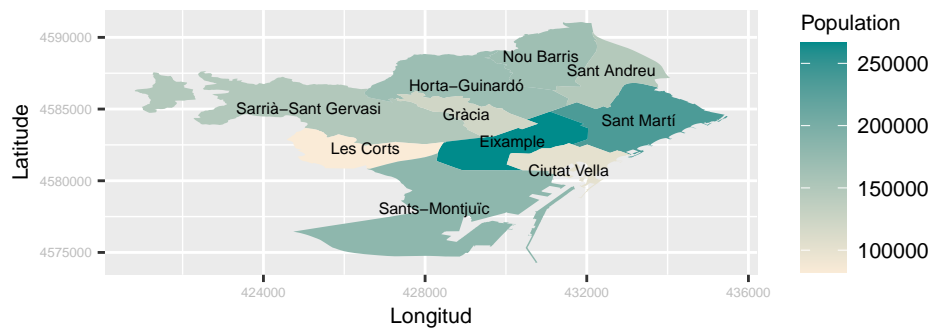 Population
250000
200000
150000
100000
Latitude
4590000
4585000
4580000
4575000
Nou Barris
Sant Andreu
Horta−Guinardó
Sarrià−Sant Gervasi
Gràcia
Sant Martí
Eixample
Les Corts
Ciutat Vella
Sants−Montjuïc
424000 428000 432000 436000
Longitud